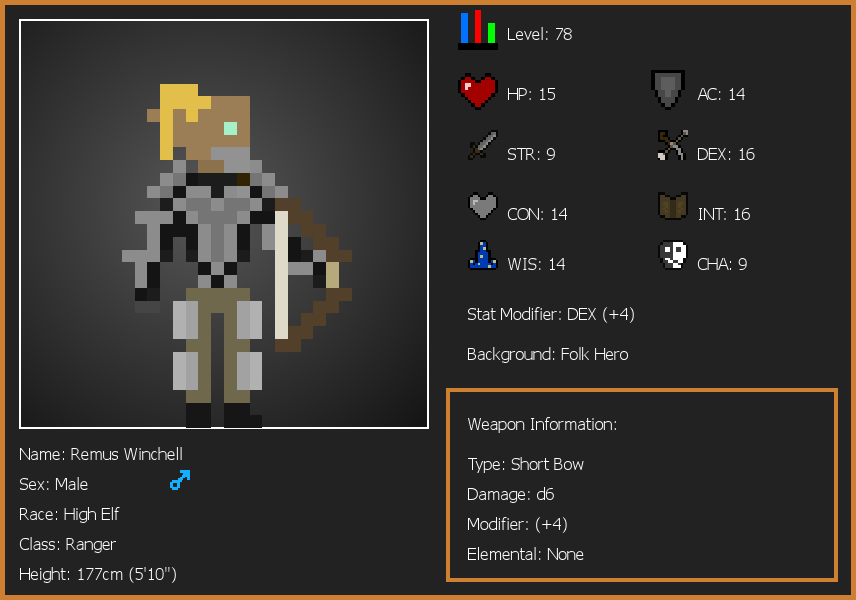 Level: 78
HP: 15
AC: 14
STR: 9
DEX: 16
CON: 14
INT: 16
WIS: 14
CHA: 9
Stat Modifier: DEX (+4)
Background: Folk Hero
Weapon Information:
Type: Short Bow
Damage: d6
Modifier: (+4)
Elemental: None
Name: Remus Winchell
Sex: Male
Race: High Elf
Class: Ranger
Height: 177cm (5'10")